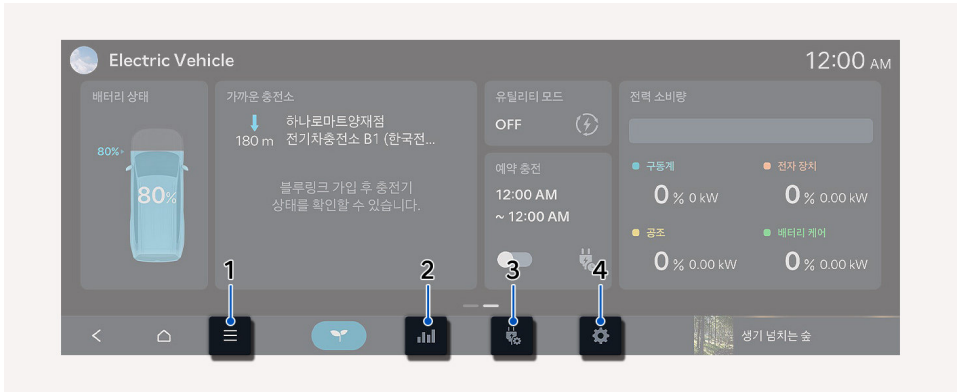 Electric Vehicle
12:00 AM
배터리 상태
80%
80%
가까운 충전소
180 m
하나로마트양재점
전기차충전소 B1 (한국전...
블루링크 가입 후 충전기
상태를 확인할 수 있습니다.
유틸리티 모드
OFF
예약 충전
12:00 AM
~ 12:00 AM
전력 소비량
구동계
0 % 0 kW
전자 장치
0 % 0.00 kW
공조
0 % 0.00 kW
배터리 케어
0 % 0.00 kW
1
2
3
4
생기 넘치는 숲